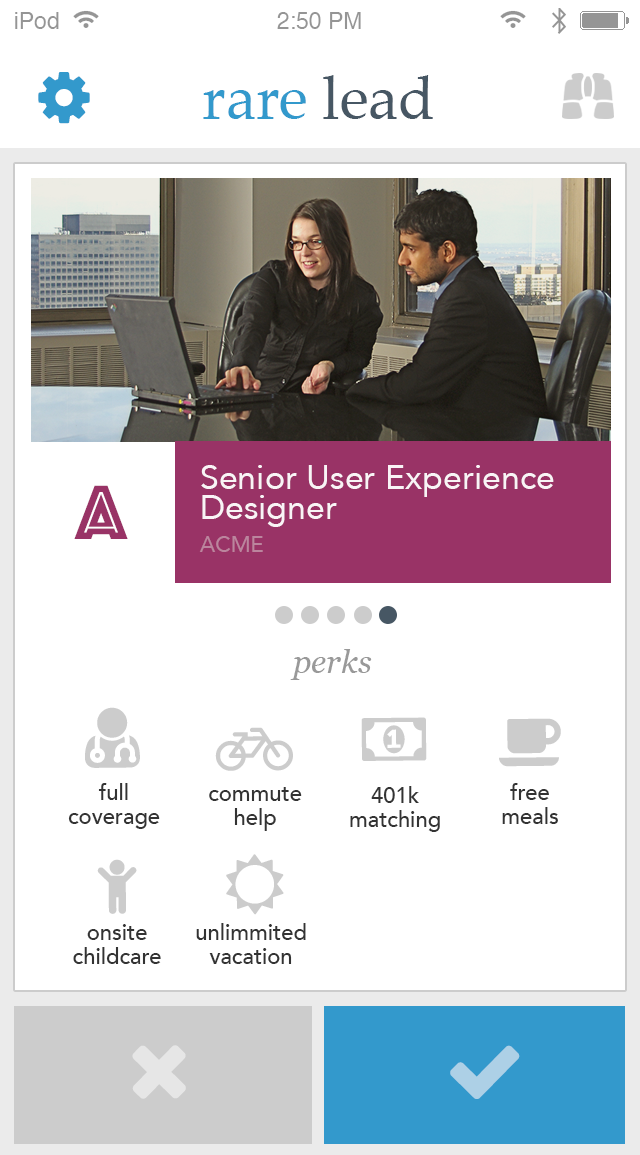 iPod 2:50 PM
rare lead
Senior User Experience
Designer
ACME
perks
full
coverage
commute
help
1
401k
matching
free
meals
onsite
childcare
unlimmited
vacation